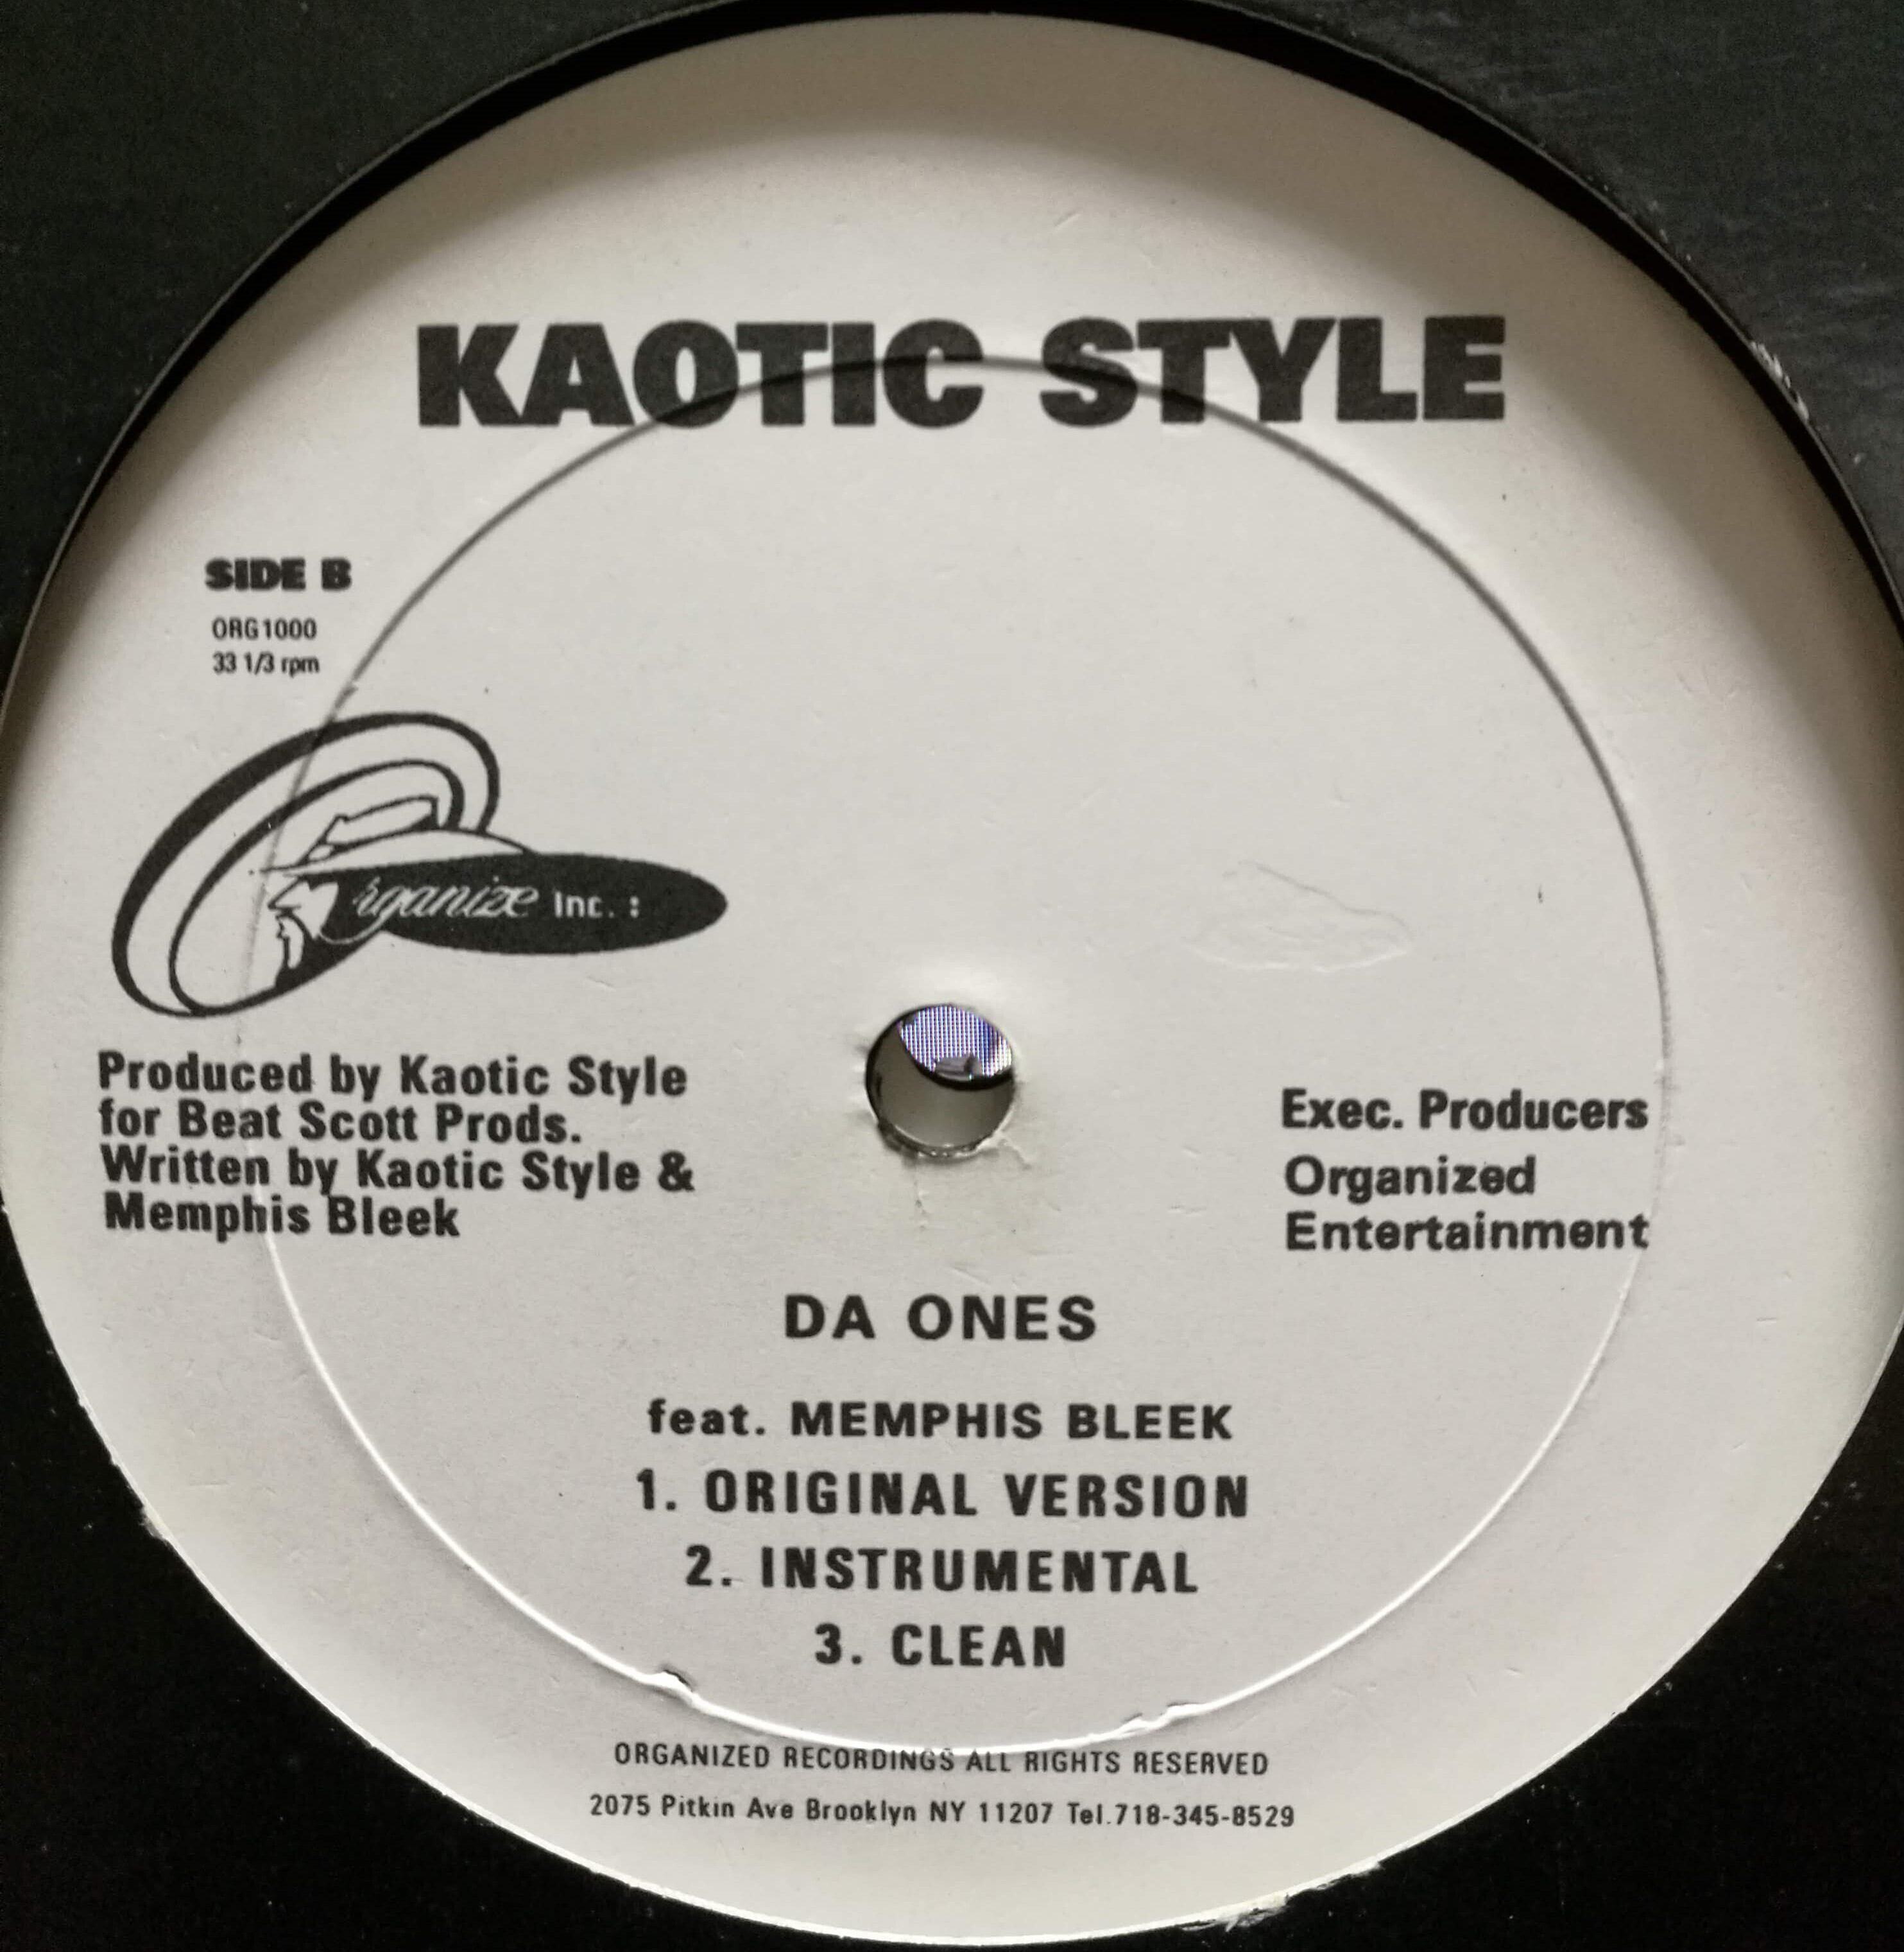 KAOTIC STYLE
SIDE B
ORG1000
33 1/3 rpm
rganize Inc. :
Produced by Kaotic Style
for Beat Scott Prods.
Written by Kaotic Style &
Memphis Bleek
Exec. Producers
Organized
Entertainment
DA ONES
feat. MEMPHIS BLEEK
1. ORIGINAL VERSION
2. INSTRUMENTAL
3. CLEAN
ORGANIZED RECORDINGS ALL RIGHTS RESERVED
2075 Pitkin Ave Brooklyn NY 11207 Tel.718-345-8529